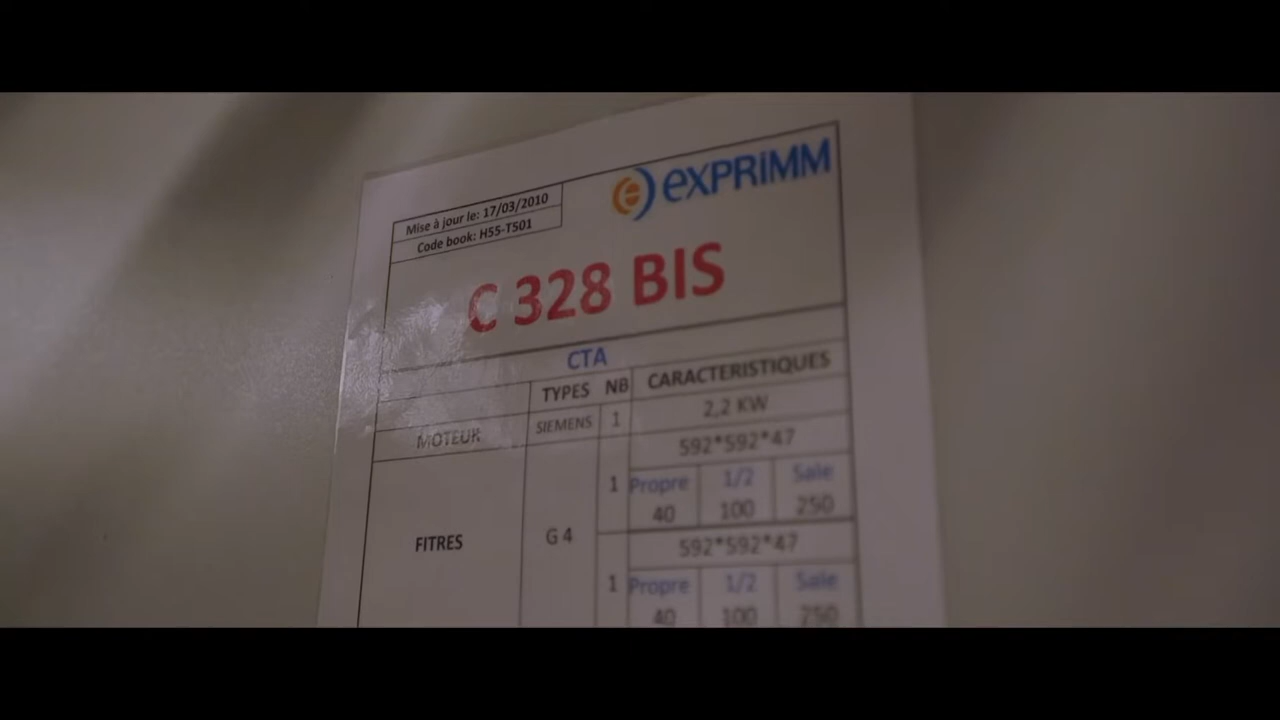 exprimm
Mise à jour le: 17/03/2010
Code book: H55-T501
C 328 BIS
CTA
TYPES NB CARACTERISTIQUES
MOTEUR SIEMENS 1 2,2 KW
592*592*47
1 Propre 1/2 Sale
40 100 250
FITRES G 4
592*592*47
1 Propre 1/2 Sale
40 100 250